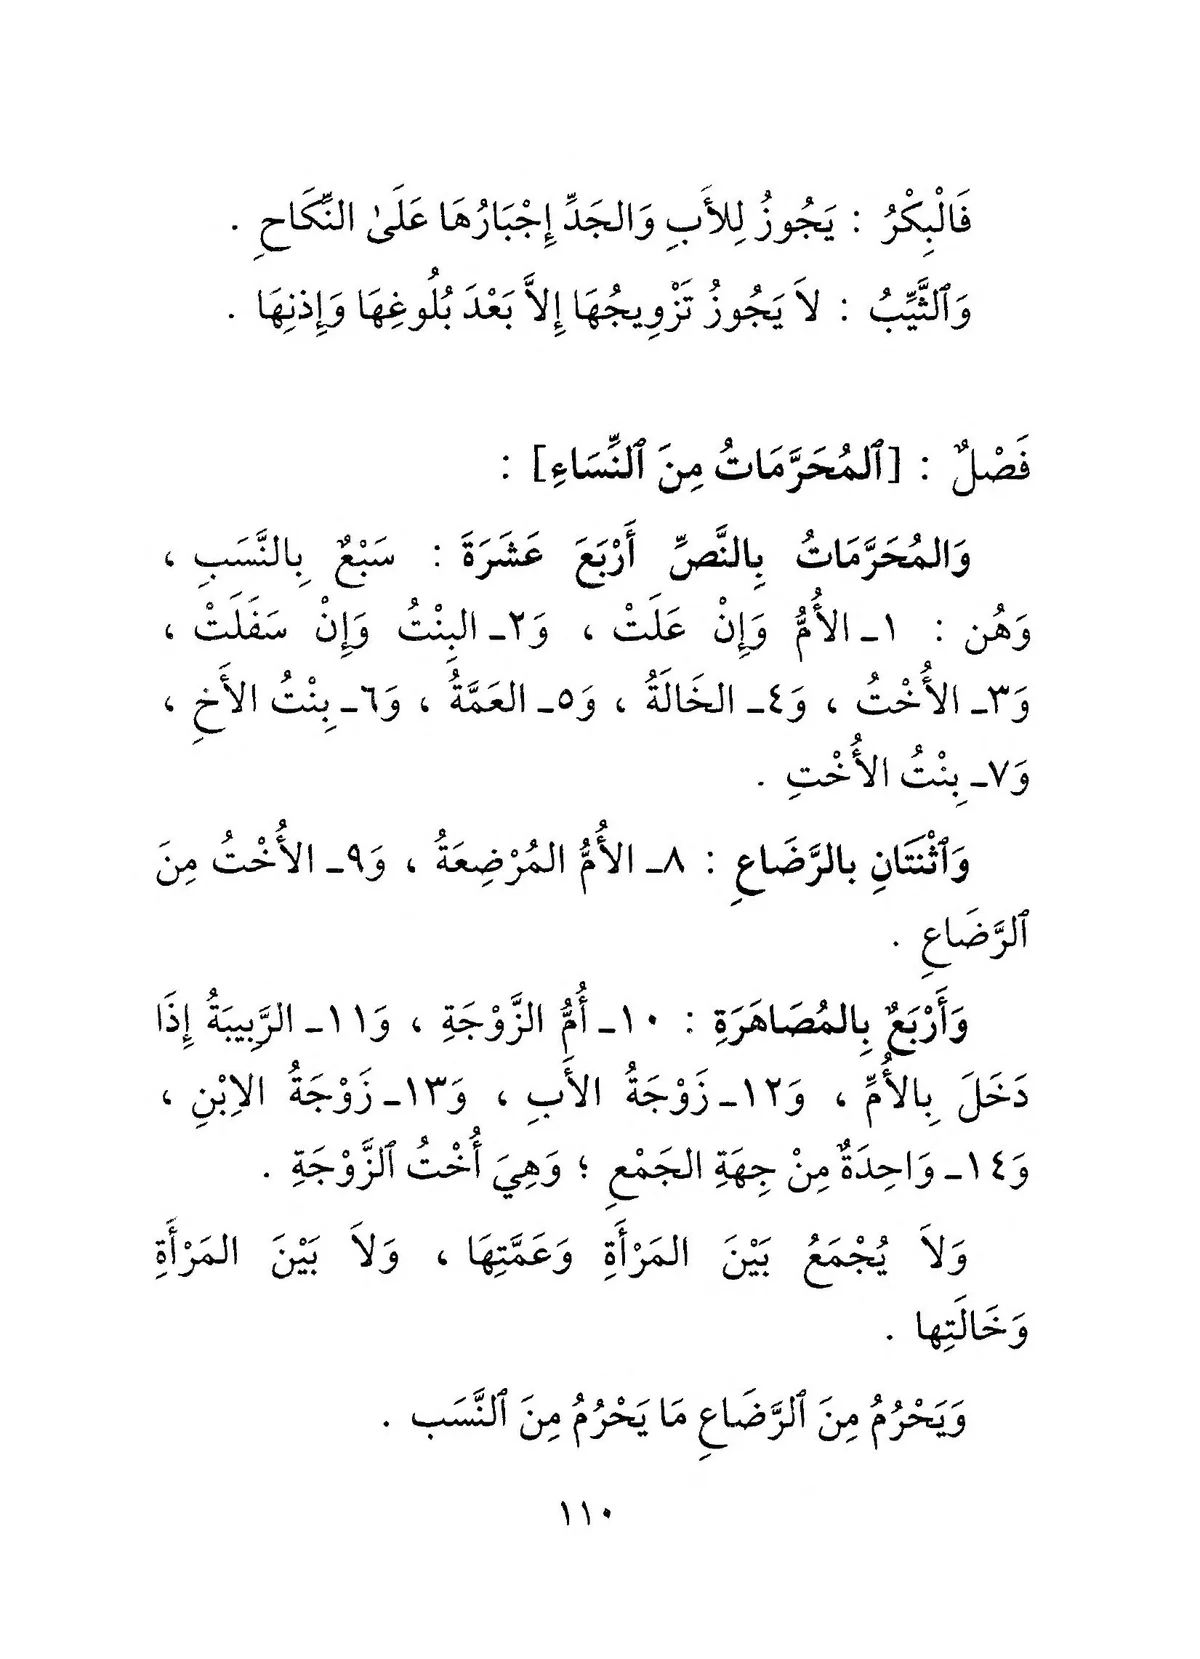 فَالْبِكْرُ : يَجُوزُ لِلأَبِ وَالجَدِّ إِجْبَارُهَا عَلَىٰ النِّكَاحِ .
وَٱلثَّيِّبُ : لاَ يَجُوزُ تَزْوِيجُهَا إِلاَّ بَعْدَ بُلُوغِهَا وَإِذنِهَا .
فَصْلٌ : [ٱلمُحَرَّمَاتُ مِنَ ٱلنِّسَاءِ] :
وَالمُحَرَّمَاتُ بِالنَّصِّ أَرْبَعَ عَشَرَةَ : سَبْعٌ بِالنَّسَبِ ،
وَهُن : ١ـ الأُمُّ وَإِنْ عَلَتْ ، وَ٢ـ البِنْتُ وَإِنْ سَفَلَتْ ،
وَ٣ـ الأُخْتُ ، وَ٤ـ الخَالَةُ ، وَ٥ـ العَمَّةُ ، وَ٦ـ بِنْتُ الأَخِ ،
وَ٧ـ بِنْتُ الأُخْتِ .
وَٱثْنَتَانِ بالرَّضَاعِ : ٨ـ الأُمُّ المُرْضِعَةُ ، وَ٩ـ الأُخْتُ مِنَ
ٱلرَّضَاعِ .
وَأَرْبَعٌ بِالمُصَاهَرَةِ : ١٠ـ أُمُّ الزَّوْجَةِ ، وَ١١ـ الرَّبِيبَةُ إِذَا
دَخَلَ بِالأُمِّ ، وَ١٢ـ زَوْجَةُ الأَبِ ، وَ١٣ـ زَوْجَةُ الاِبْنِ ،
وَ١٤ـ وَاحِدَةٌ مِنْ جِهَةِ الجَمْعِ ؛ وَهِيَ أُخْتُ ٱلزَّوْجَةِ .
وَلاَ يُجْمَعُ بَيْنَ المَرْأَةِ وَعَمَّتِهَا ، وَلاَ بَيْنَ المَرْأَةِ
وَخَالَتِها .
وَيَحْرُمُ مِنَ ٱلرَّضَاعِ مَا يَحْرُمُ مِنَ ٱلنَّسَب .
١١٠